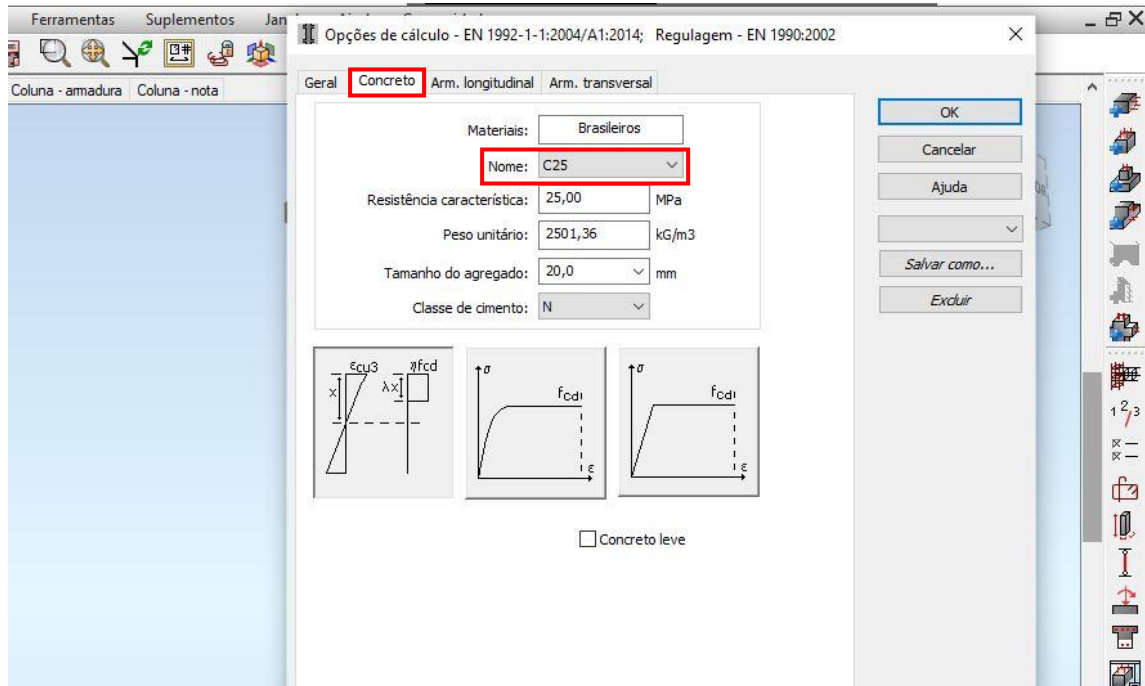 Ferramentas Suplementos
Opções de cálculo - EN 1992-1-1:2004/A1:2014; Regulagem - EN 1990:2002
Coluna - armadura Coluna - nota
Geral Concreto Arm. longitudinal Arm. transversal
Materiais: Brasileiros
Nome: C25
Resistência característica: 25,00 MPa
Peso unitário: 2501,36 kG/m3
Tamanho do agregado: 20,0 mm
Classe de cimento: N
OK
Cancelar
Ajuda
Salvar como...
Excluir
εcu3 ηfcd
x λx
σ fcd ε
σ fcd ε
Concreto leve
1 2/3